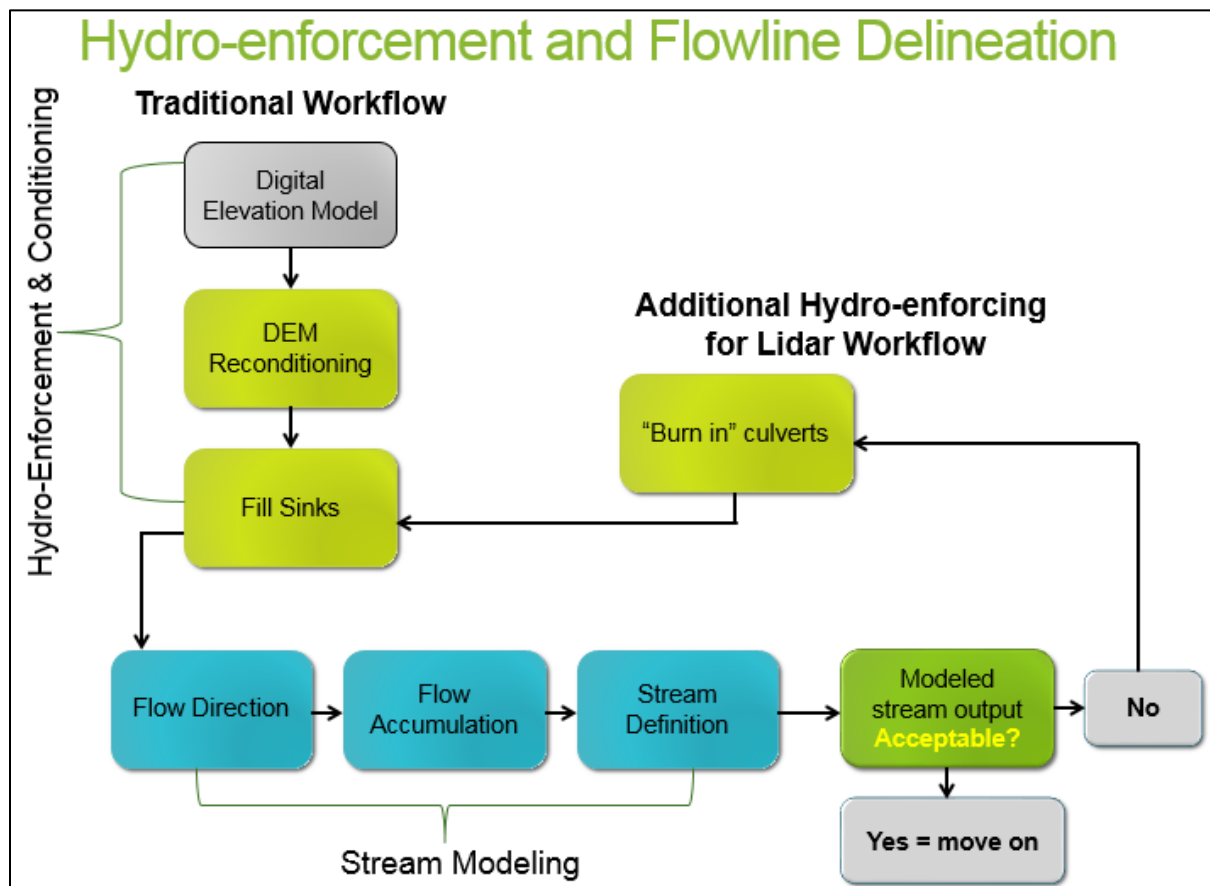 Hydro-enforcement and Flowline Delineation
Hydro-Enforcement & Conditioning
Traditional Workflow
Digital
Elevation Model
DEM
Reconditioning
Fill Sinks
Additional Hydro-enforcing
for Lidar Workflow
“Burn in” culverts
Flow Direction
Flow
Accumulation
Stream
Definition
Modeled
stream output
Acceptable?
No
Yes = move on
Stream Modeling